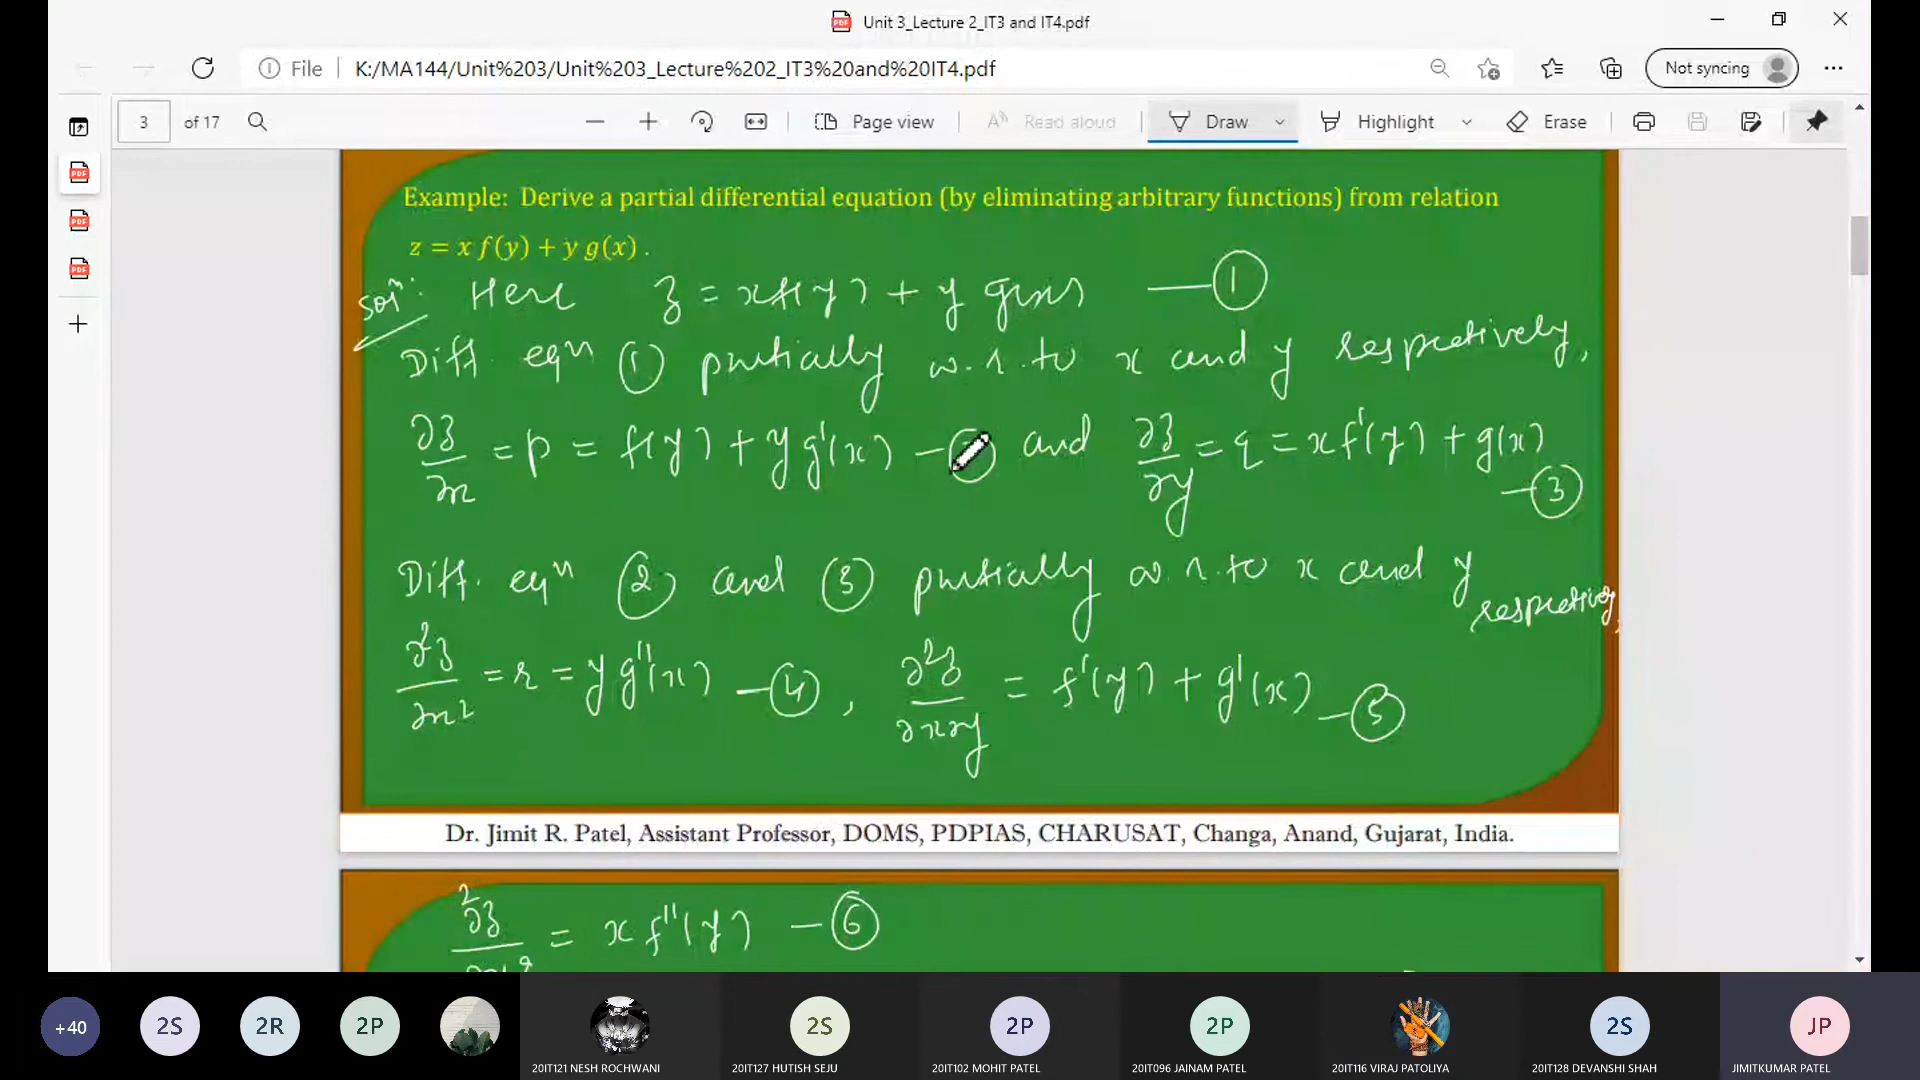 Unit 3_Lecture 2_IT3 and IT4.pdf
File | K:/MA144/Unit%203/Unit%203_Lecture%202_IT3%20and%20IT4.pdf
Not syncing
3 of 17
Page view
Read aloud
Draw
Highlight
Erase
Example: Derive a partial differential equation (by eliminating arbitrary functions) from relation
z = x f(y) + y g(x) .
Solⁿ: Here z = xf(y) + y g(x) — ①
Diff. eqn ① partially w.r.to x and y respectively,
∂z/∂x = p = f(y) + y g'(x) — ② and ∂z/∂y = q = xf'(y) + g(x) — ③
Diff. eqn ② and ③ partially w.r.to x and y respectively,
∂²z/∂x² = r = y g''(x) — ④ , ∂²z/∂x∂y = f'(y) + g'(x) — ⑤
Dr. Jimit R. Patel, Assistant Professor, DOMS, PDPIAS, CHARUSAT, Changa, Anand, Gujarat, India.
∂²z/∂y² = x f''(y) — ⑥
+40
2S
2R
2P
20IT121 NESH ROCHWANI
2S
20IT127 HUTISH SEJU
2P
20IT102 MOHIT PATEL
2P
20IT096 JAINAM PATEL
20IT116 VIRAJ PATOLIYA
2S
20IT128 DEVANSHI SHAH
JP
JIMITKUMAR PATEL